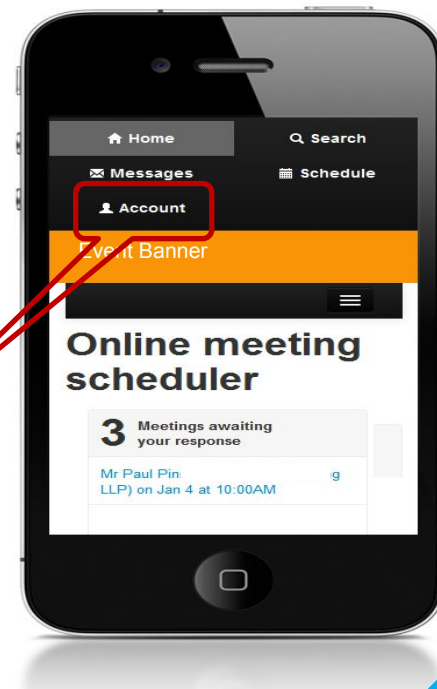 Home
Search
Messages
Schedule
Account
Event Banner
Online meeting
scheduler
3
Meetings awaiting
your response
Mr Paul
LLP) on Jan 4 at 10:00AM